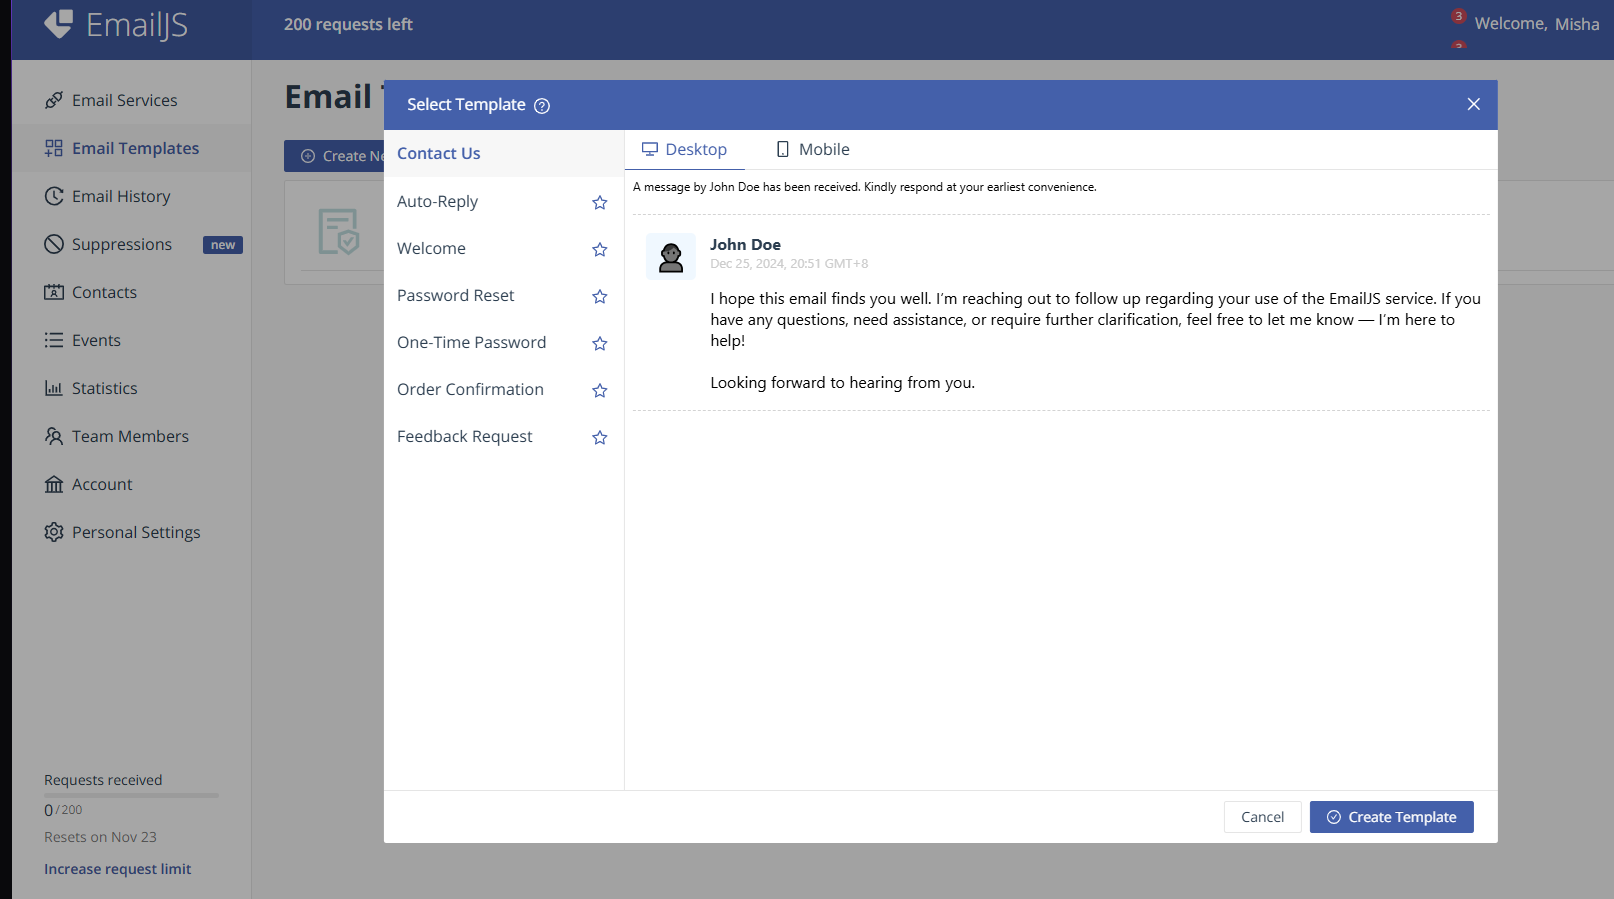 EmailJS
200 requests left
3
Welcome, Misha
Email Services
Email Templates
Email History
Suppressions new
Contacts
Events
Statistics
Team Members
Account
Personal Settings
Requests received
0/200
Resets on Nov 23
Increase request limit
Email
Create Ne
Select Template
Contact Us
Auto-Reply
Welcome
Password Reset
One-Time Password
Order Confirmation
Feedback Request
Desktop Mobile
A message by John Doe has been received. Kindly respond at your earliest convenience.
John Doe
Dec 25, 2024, 20:51 GMT+8
I hope this email finds you well. I’m reaching out to follow up regarding your use of the EmailJS service. If you
have any questions, need assistance, or require further clarification, feel free to let me know — I’m here to
help!
Looking forward to hearing from you.
Cancel Create Template